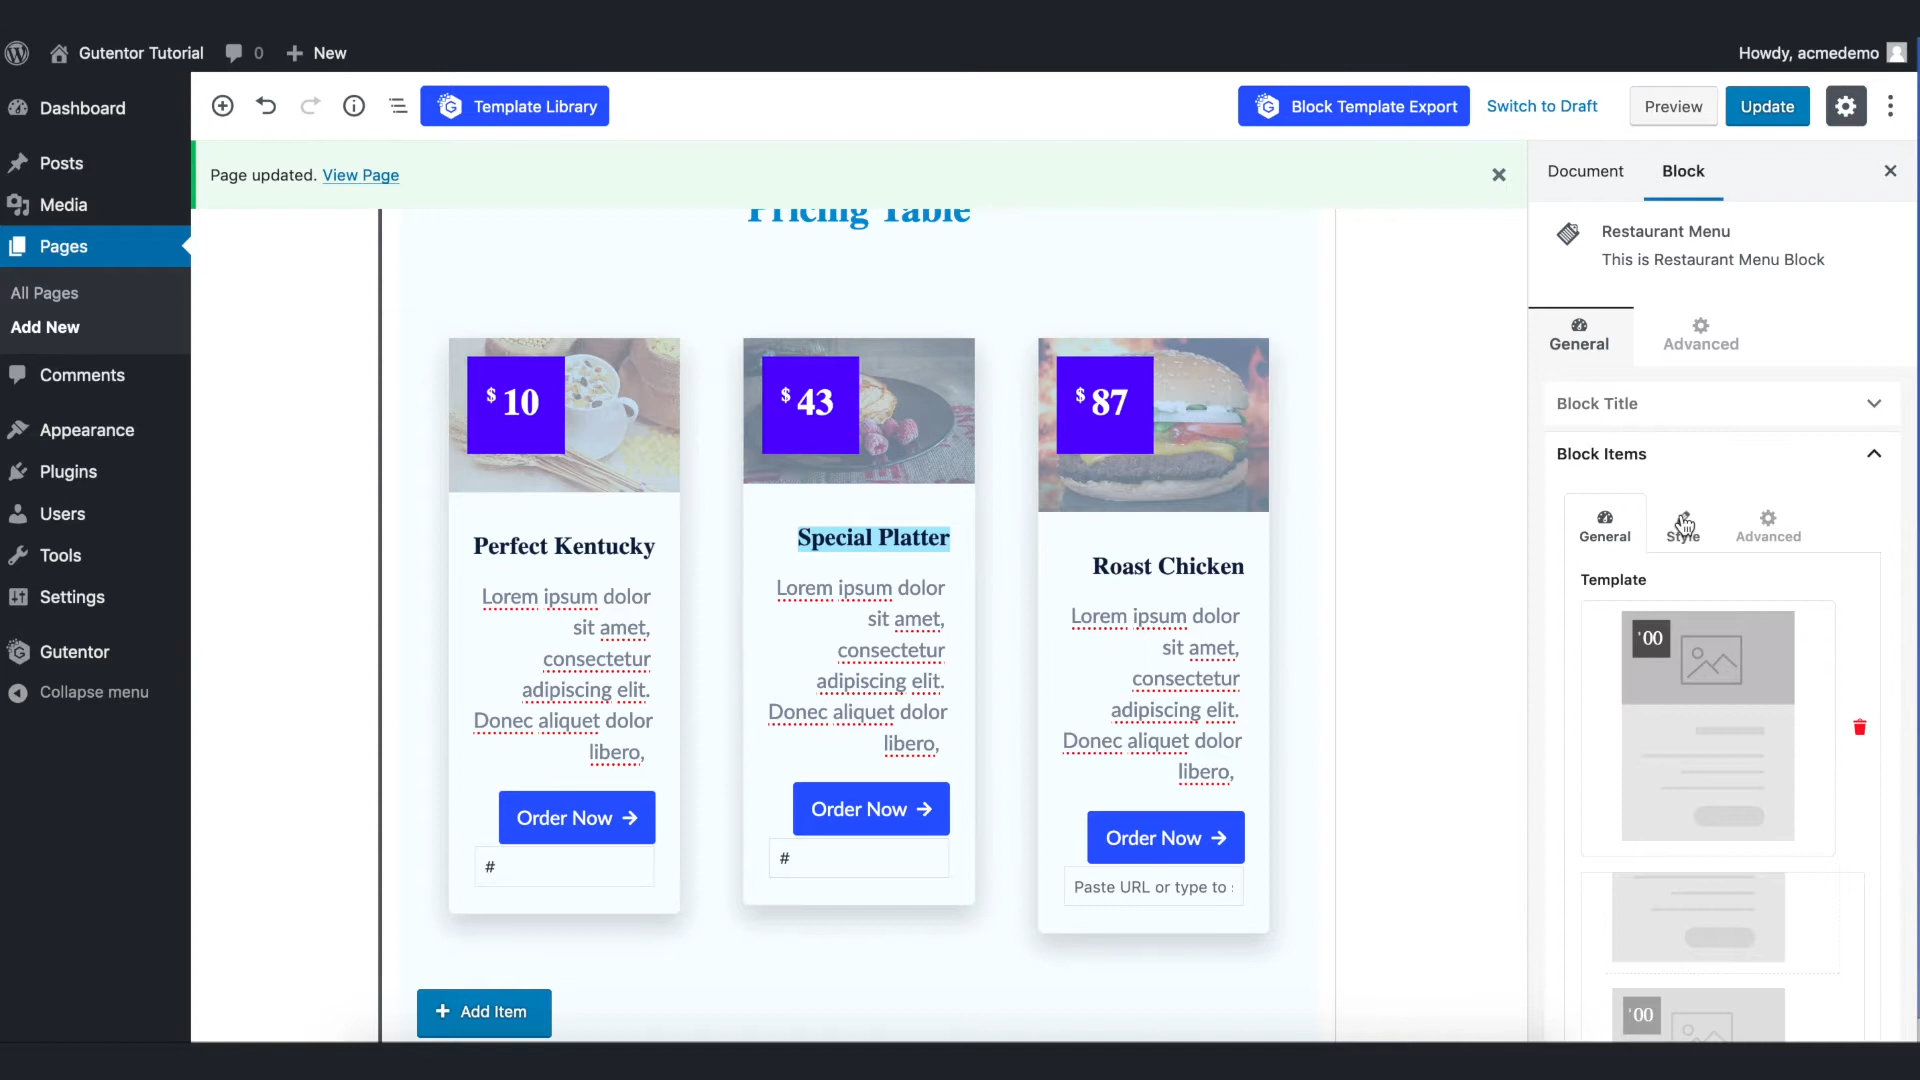 Gutentor Tutorial
0
New
Howdy, acmedemo
Dashboard
Posts
Media
Pages
All Pages
Add New
Comments
Appearance
Plugins
Users
Tools
Settings
Gutentor
Collapse menu
Template Library
Block Template Export
Switch to Draft
Preview
Update
Page updated. View Page
Pricing Table
$ 10
Perfect Kentucky
Lorem ipsum dolor
sit amet,
consectetur
adipiscing elit.
Donec aliquet dolor
libero,
Order Now
#
$ 43
Special Platter
Lorem ipsum dolor
sit amet,
consectetur
adipiscing elit.
Donec aliquet dolor
libero,
Order Now
#
$ 87
Roast Chicken
Lorem ipsum dolor
sit amet,
consectetur
adipiscing elit.
Donec aliquet dolor
libero,
Order Now
Paste URL or type to
Add Item
Document
Block
Restaurant Menu
This is Restaurant Menu Block
General
Advanced
Block Title
Block Items
General
Style
Advanced
Template
'00
'00